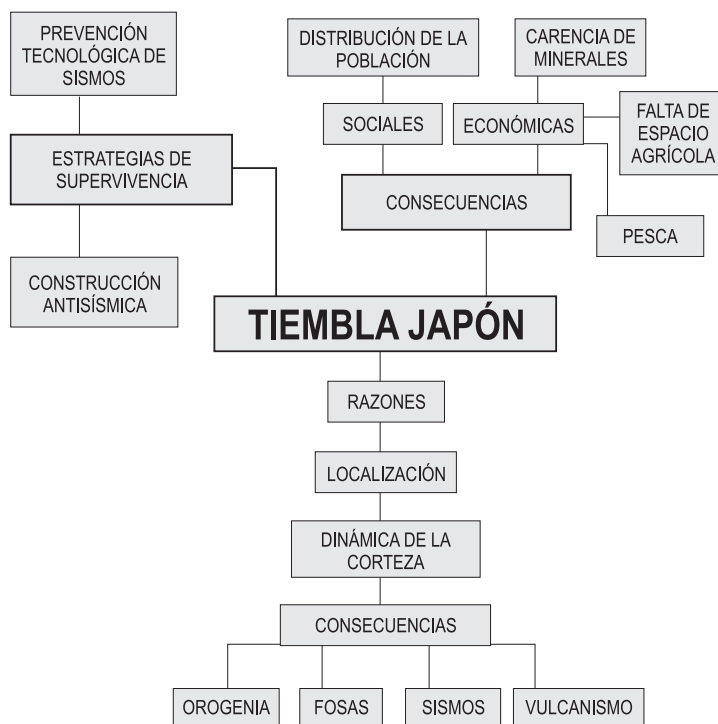 PREVENCIÓN
TECNOLÓGICA DE
SISMOS
DISTRIBUCIÓN DE LA
POBLACIÓN
CARENCIA DE
MINERALES
SOCIALES
ECONÓMICAS
FALTA DE
ESPACIO
AGRÍCOLA
ESTRATEGIAS DE
SUPERVIVENCIA
CONSECUENCIAS
PESCA
CONSTRUCCIÓN
ANTISÍSMICA
TIEMBLA JAPÓN
RAZONES
LOCALIZACIÓN
DINÁMICA DE LA
CORTEZA
CONSECUENCIAS
OROGENIA
FOSAS
SISMOS
VULCANISMO